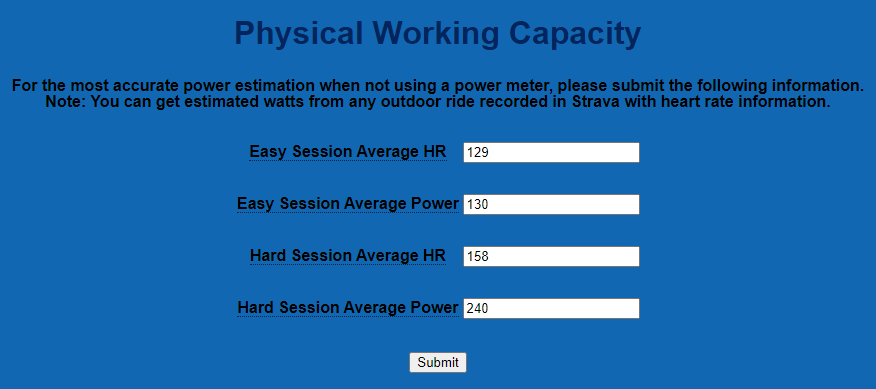 Physical Working Capacity
For the most accurate power estimation when not using a power meter, please submit the following information.
Note: You can get estimated watts from any outdoor ride recorded in Strava with heart rate information.
Easy Session Average HR 129
Easy Session Average Power 130
Hard Session Average HR 158
Hard Session Average Power 240
Submit